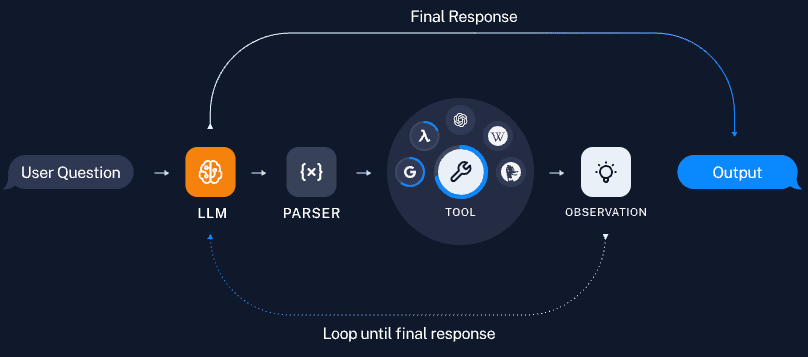 Final Response
User Question
LLM
{x}
PARSER
λ
G
W
TOOL
OBSERVATION
Output
Loop until final response